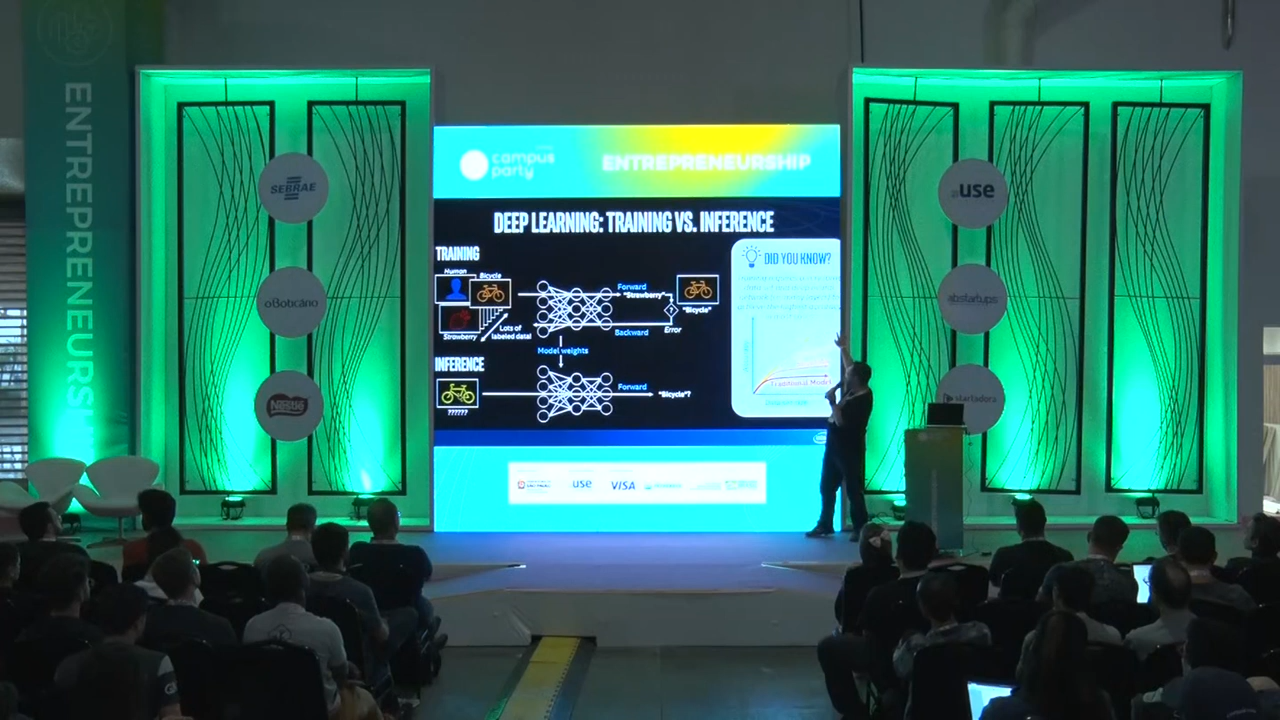 ENTREPRENEURSHIP
SEBRAE
oBoticário
Nestlé
campus
party
ENTREPRENEURSHIP
DEEP LEARNING: TRAINING VS. INFERENCE
TRAINING
Human
Bicycle
Strawberry
Lots of
labeled data!
Forward
"Strawberry"
?
"Bicycle"
Error
Backward
Model weights
INFERENCE
??????
Forward
"Bicycle"?
DID YOU KNOW?
Traditional Model
use
VISA
use
abstartups
startadora